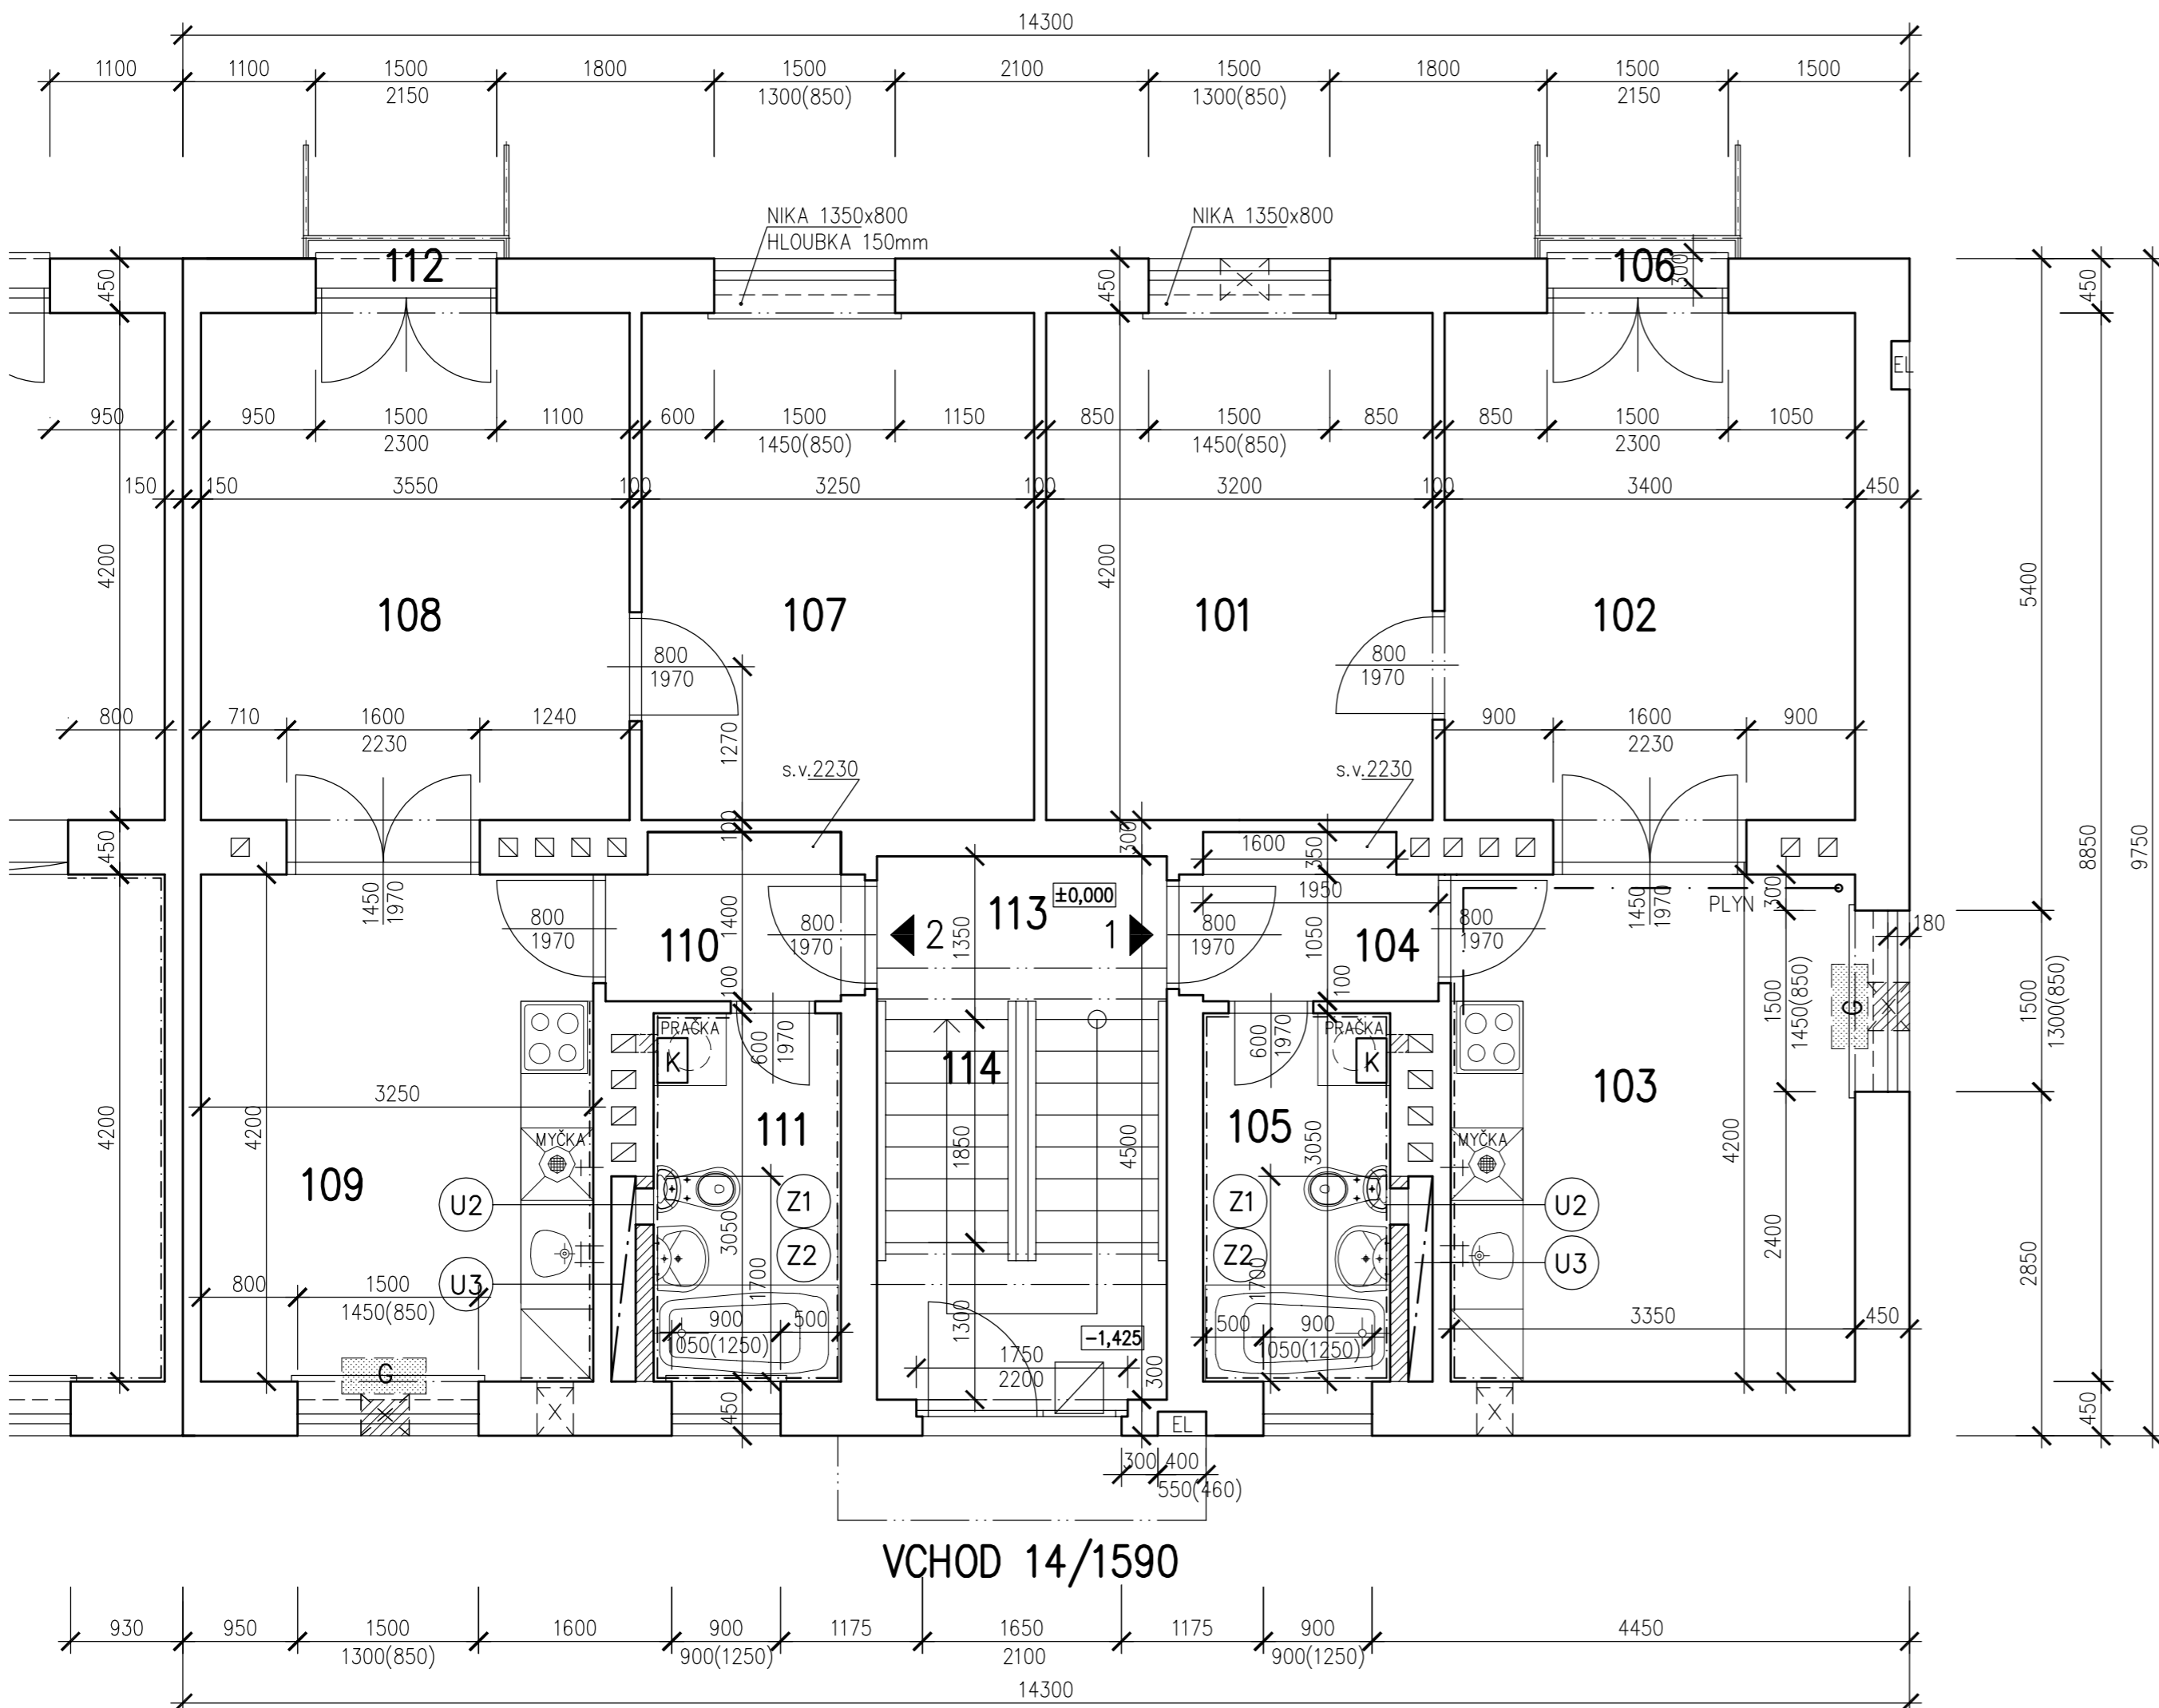 14300
1100 1100 1500 1800 1500 2100 1500 1800 1500 1500
2150 1300(850) 1300(850) 2150
NIKA 1350x800
HLOUBKA 150mm
NIKA 1350x800
112
106
300
450
450
450
EL
950 950 1500 1100 600 1500 1150 850 1500 850 850 1500 1050
2300 1450(850) 1450(850) 2300
150 150 3550 100 3250 100 3200 100 3400 450
4200
4200
5400
108
107
101
102
800
1970
800
1970
800 710 1600 1240
2230
900 1600 900
2230
1270
s.v.2230
s.v.2230
450
100
300
1600
350
8850
9750
1450
1970
800
1970
110
1400
100
800
1970
2
113
±0,000
1350
1
1950
800
1970
1050
100
104
800
1970
1450
1970
PLYN
300
180
1500
1450(850)
G
1500
1300(850)
PRAČKA
K
600
1970
114
600
1970
PRAČKA
K
103
3250
4200
4200
MYČKA
111
1850
4500
105
3050
MYČKA
4200
109
U2
U3
Z1
Z2
3050
1700
Z1
Z2
1700
U2
U3
2400
2850
800 1500
1450(850)
G
900 500
1050(1250)
1300
-1,425
1750
2200
300
500 900
1050(1250)
3350 450
X
450
EL
X
450
300 400
550(460)
VCHOD 14/1590
930 950 1500 1600 900 1175 1650 1175 900 4450
1300(850) 900(1250) 2100 900(1250)
14300